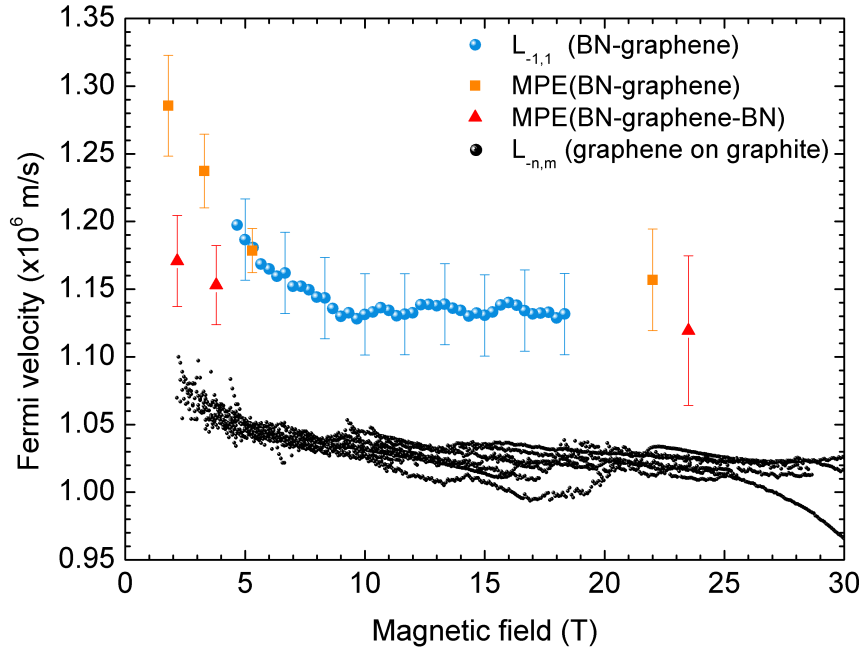 1.35
1.30
1.25
1.20
1.15
1.10
1.05
1.00
0.95
Fermi velocity (x10⁶ m/s)
L₋₁,₁ (BN-graphene)
MPE(BN-graphene)
MPE(BN-graphene-BN)
L₋ₙ,ₘ (graphene on graphite)
0 5 10 15 20 25 30
Magnetic field (T)